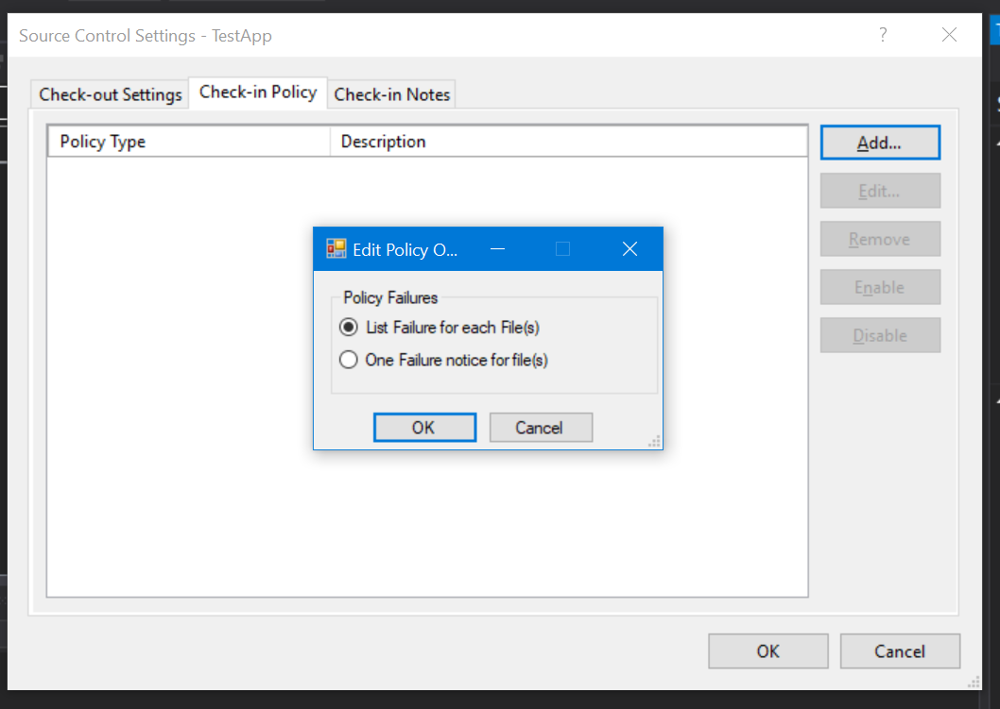 Source Control Settings - TestApp
Check-out Settings Check-in Policy Check-in Notes
Policy Type Description
Add...
Edit...
Remove
Enable
Disable
Edit Policy O...
Policy Failures
List Failure for each File(s)
One Failure notice for file(s)
OK Cancel
OK Cancel